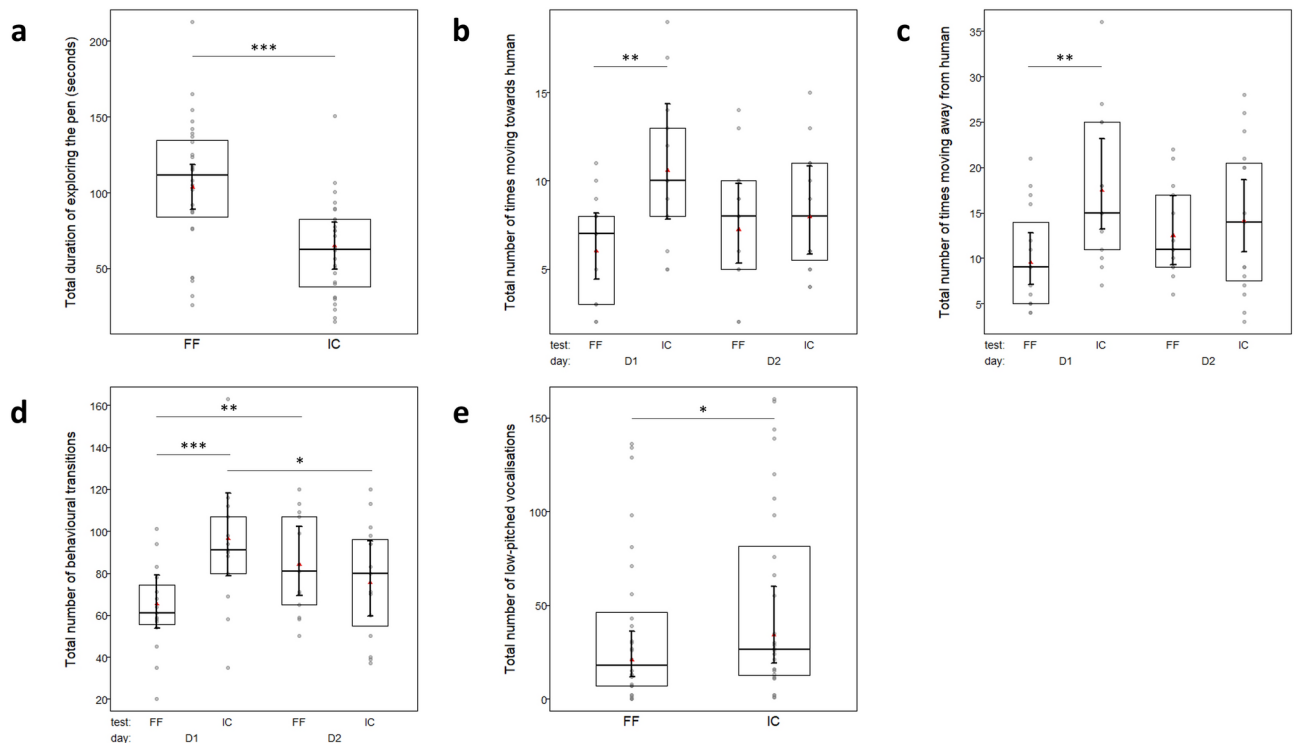 a
Total duration of exploring the pen (seconds)
200
150
100
50
***
FF IC
b
Total number of times moving towards human
15
10
5
**
test: FF IC FF IC
day: D1 D2
c
Total number of times moving away from human
35
30
25
20
15
10
5
**
test: FF IC FF IC
day: D1 D2
d
Total number of behavioural transitions
160
140
120
100
80
60
40
20
**
***
*
test: FF IC FF IC
day: D1 D2
e
Total number of low-pitched vocalisations
150
100
50
0
*
FF IC